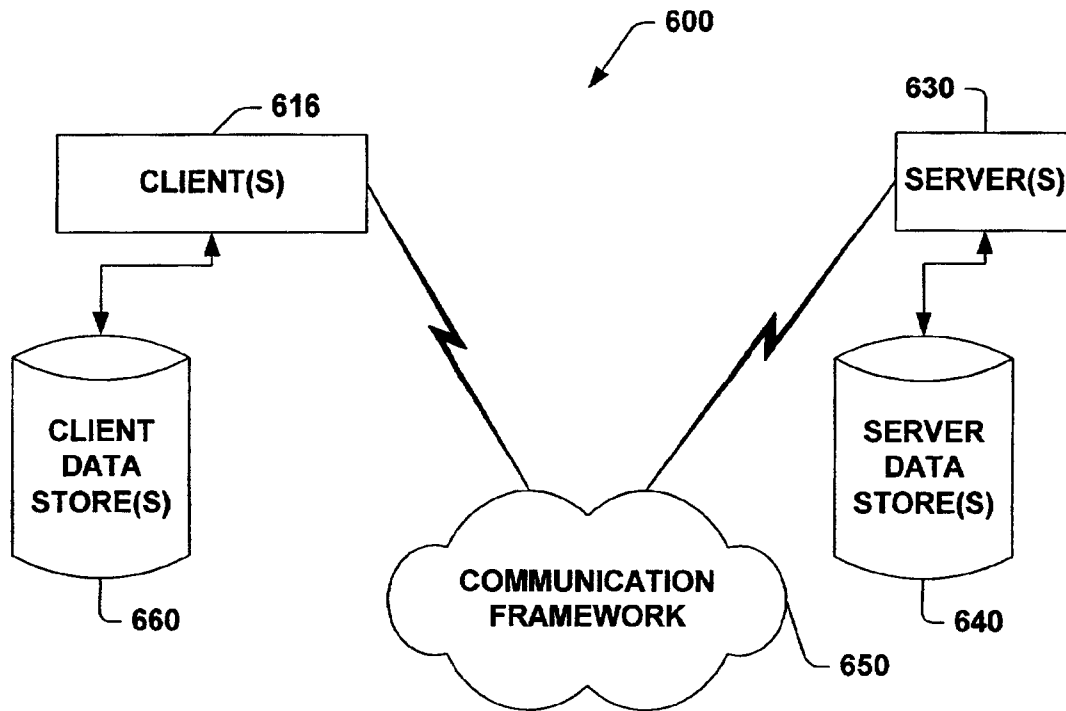 600
616
630
CLIENT(S)
SERVER(S)
CLIENT
DATA
STORE(S)
SERVER
DATA
STORE(S)
COMMUNICATION
FRAMEWORK
660
640
650